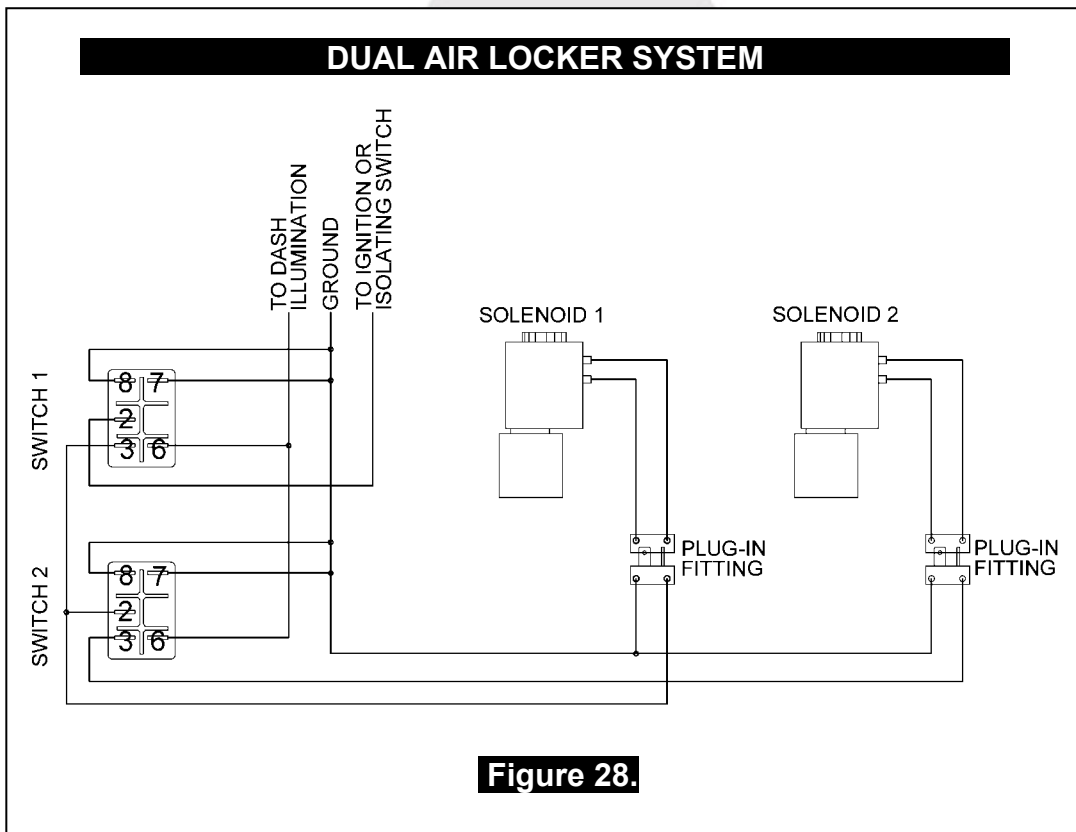 DUAL AIR LOCKER SYSTEM
TO DASH
ILLUMINATION
GROUND
TO IGNITION OR
ISOLATING SWITCH
SOLENOID 1
SOLENOID 2
SWITCH 1
8 7
2
3 6
SWITCH 2
8 7
2
3 6
PLUG-IN
FITTING
PLUG-IN
FITTING
Figure 28.